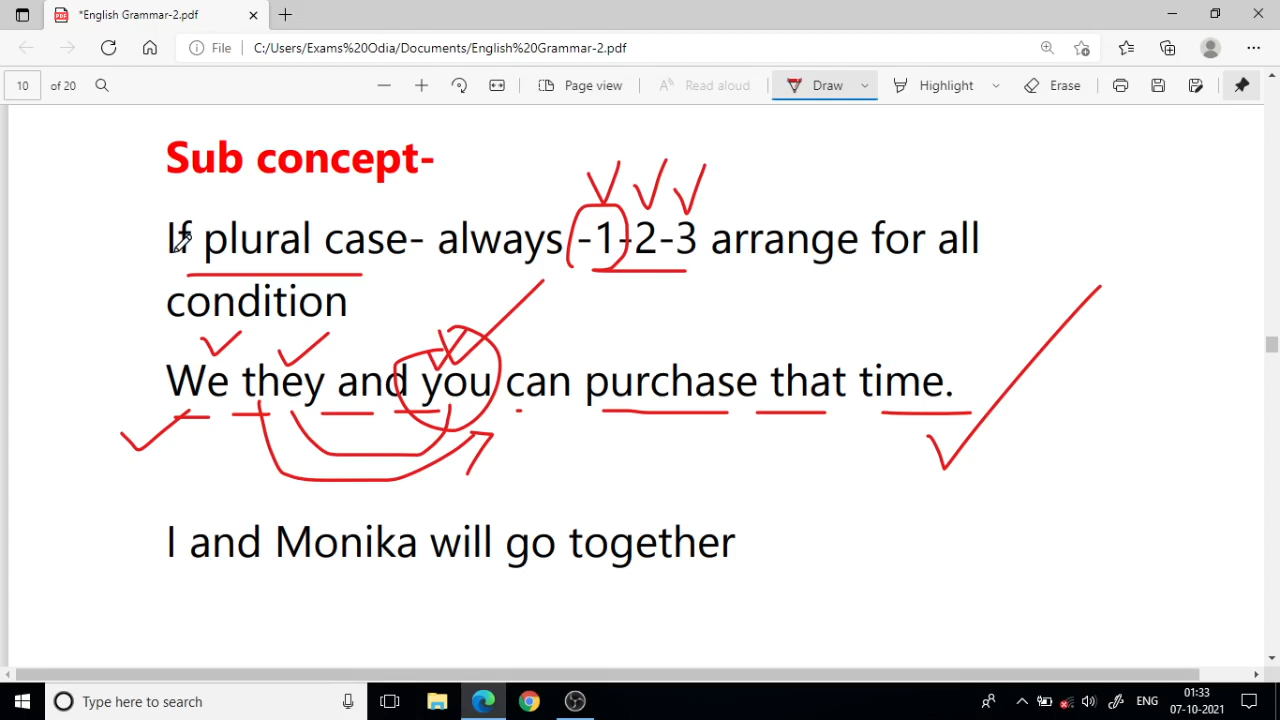 *English Grammar-2.pdf
File C:/Users/Exams%20Odia/Documents/English%20Grammar-2.pdf
10 of 20 Page view Read aloud Draw Highlight Erase
Sub concept-
If plural case- always -1-2-3 arrange for all
condition
We they and you can purchase that time.
I and Monika will go together
Type here to search ENG 01:33
07-10-2021